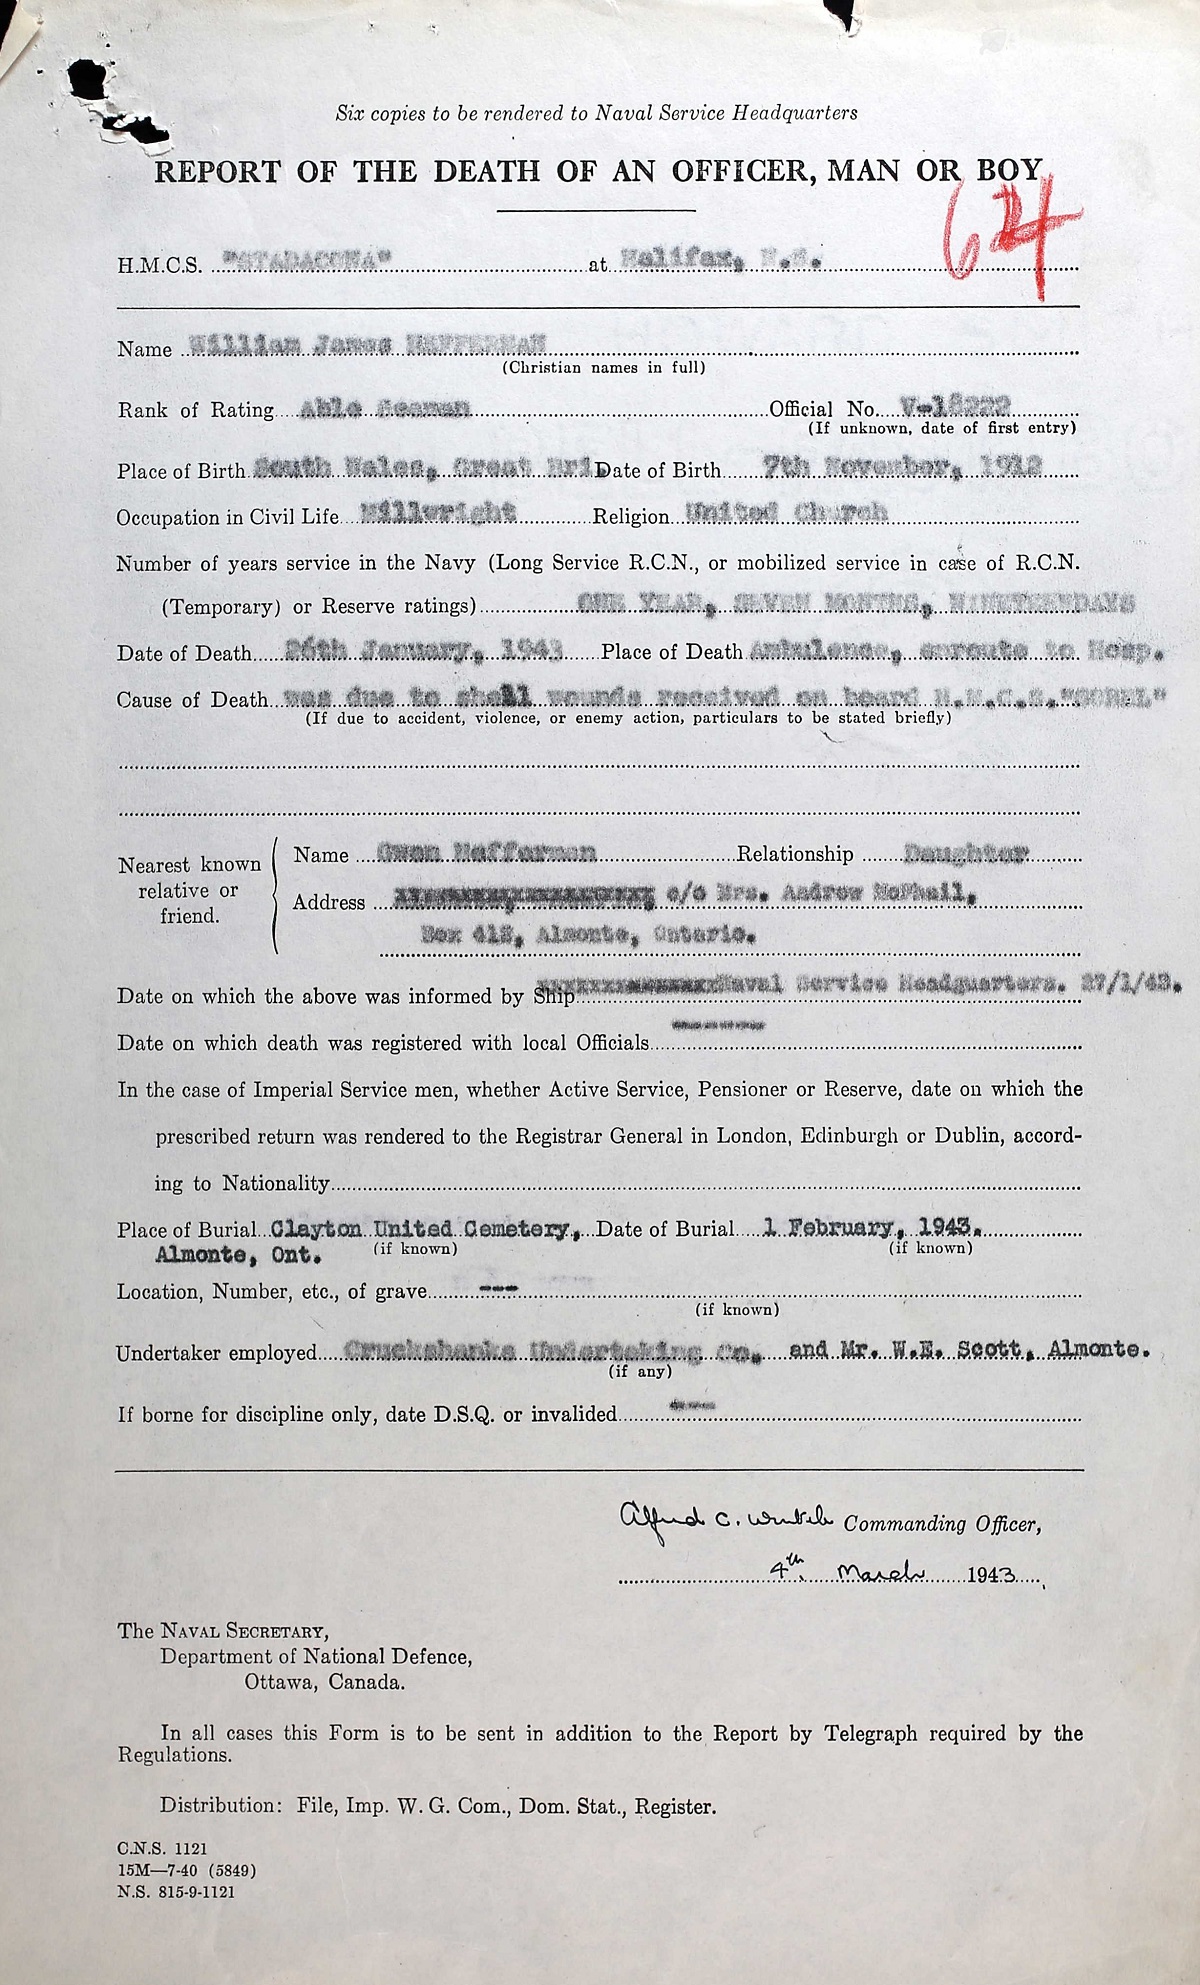 Six copies to be rendered to Naval Service Headquarters
REPORT OF THE DEATH OF AN OFFICER, MAN OR BOY
64
H.M.C.S. "STADACONA" at Halifax, N.S.
Name William James HEFFERNAN
(Christian names in full)
Rank of Rating Able Seaman Official No. V-18222
(If unknown, date of first entry)
Place of Birth South Wales, Great Bri Date of Birth 7th November, 1912
Occupation in Civil Life Millwright Religion United Church
Number of years service in the Navy (Long Service R.C.N., or mobilized service in case of R.C.N.
(Temporary) or Reserve ratings) ONE YEAR, SEVEN MONTHS, NINETEENDAYS
Date of Death 26th January, 1943 Place of Death Ambulance, enroute to Hosp.
Cause of Death was due to shell wounds received on board H.M.C.S. "SOREL"
(If due to accident, violence, or enemy action, particulars to be stated briefly)
Nearest known relative or friend.
Name Gwen Heffernan Relationship Daughter
Address c/o Mrs. Andrew McPhail,
Box 412, Almonte, Ontario.
Date on which the above was informed by Ship Naval Service Headquarters. 27/1/43.
Date on which death was registered with local Officials -------
In the case of Imperial Service men, whether Active Service, Pensioner or Reserve, date on which the
prescribed return was rendered to the Registrar General in London, Edinburgh or Dublin, accord-
ing to Nationality
Place of Burial Clayton United Cemetery, Date of Burial 1 February, 1943.
Almonte, Ont. (if known) (if known)
Location, Number, etc., of grave ---
(if known)
Undertaker employed Cruckshanks Undertaking Co. and Mr. W.E. Scott, Almonte.
(if any)
If borne for discipline only, date D.S.Q. or invalided ----
Alfred C. Commanding Officer,
4th March 1943
The NAVAL SECRETARY,
Department of National Defence,
Ottawa, Canada.
In all cases this Form is to be sent in addition to the Report by Telegraph required by the
Regulations.
Distribution: File, Imp. W. G. Com., Dom. Stat., Register.
C.N.S. 1121
15M—7-40 (5849)
N.S. 815-9-1121